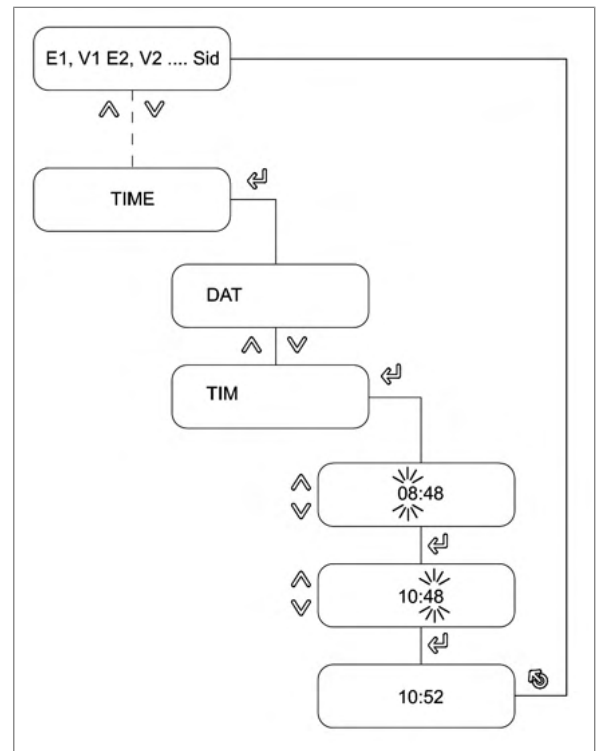 E1, V1 E2, V2 .... Sid
TIME
DAT
TIM
08:48
10:48
10:52